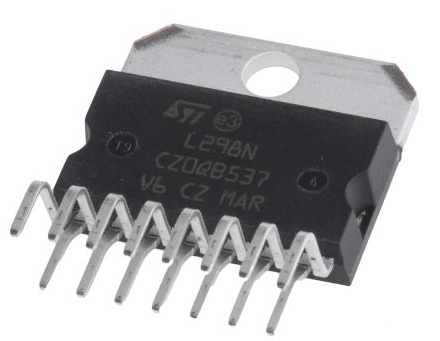 ST e3
L298N
T9 CZ0QB537 4
V6 CZ MAR